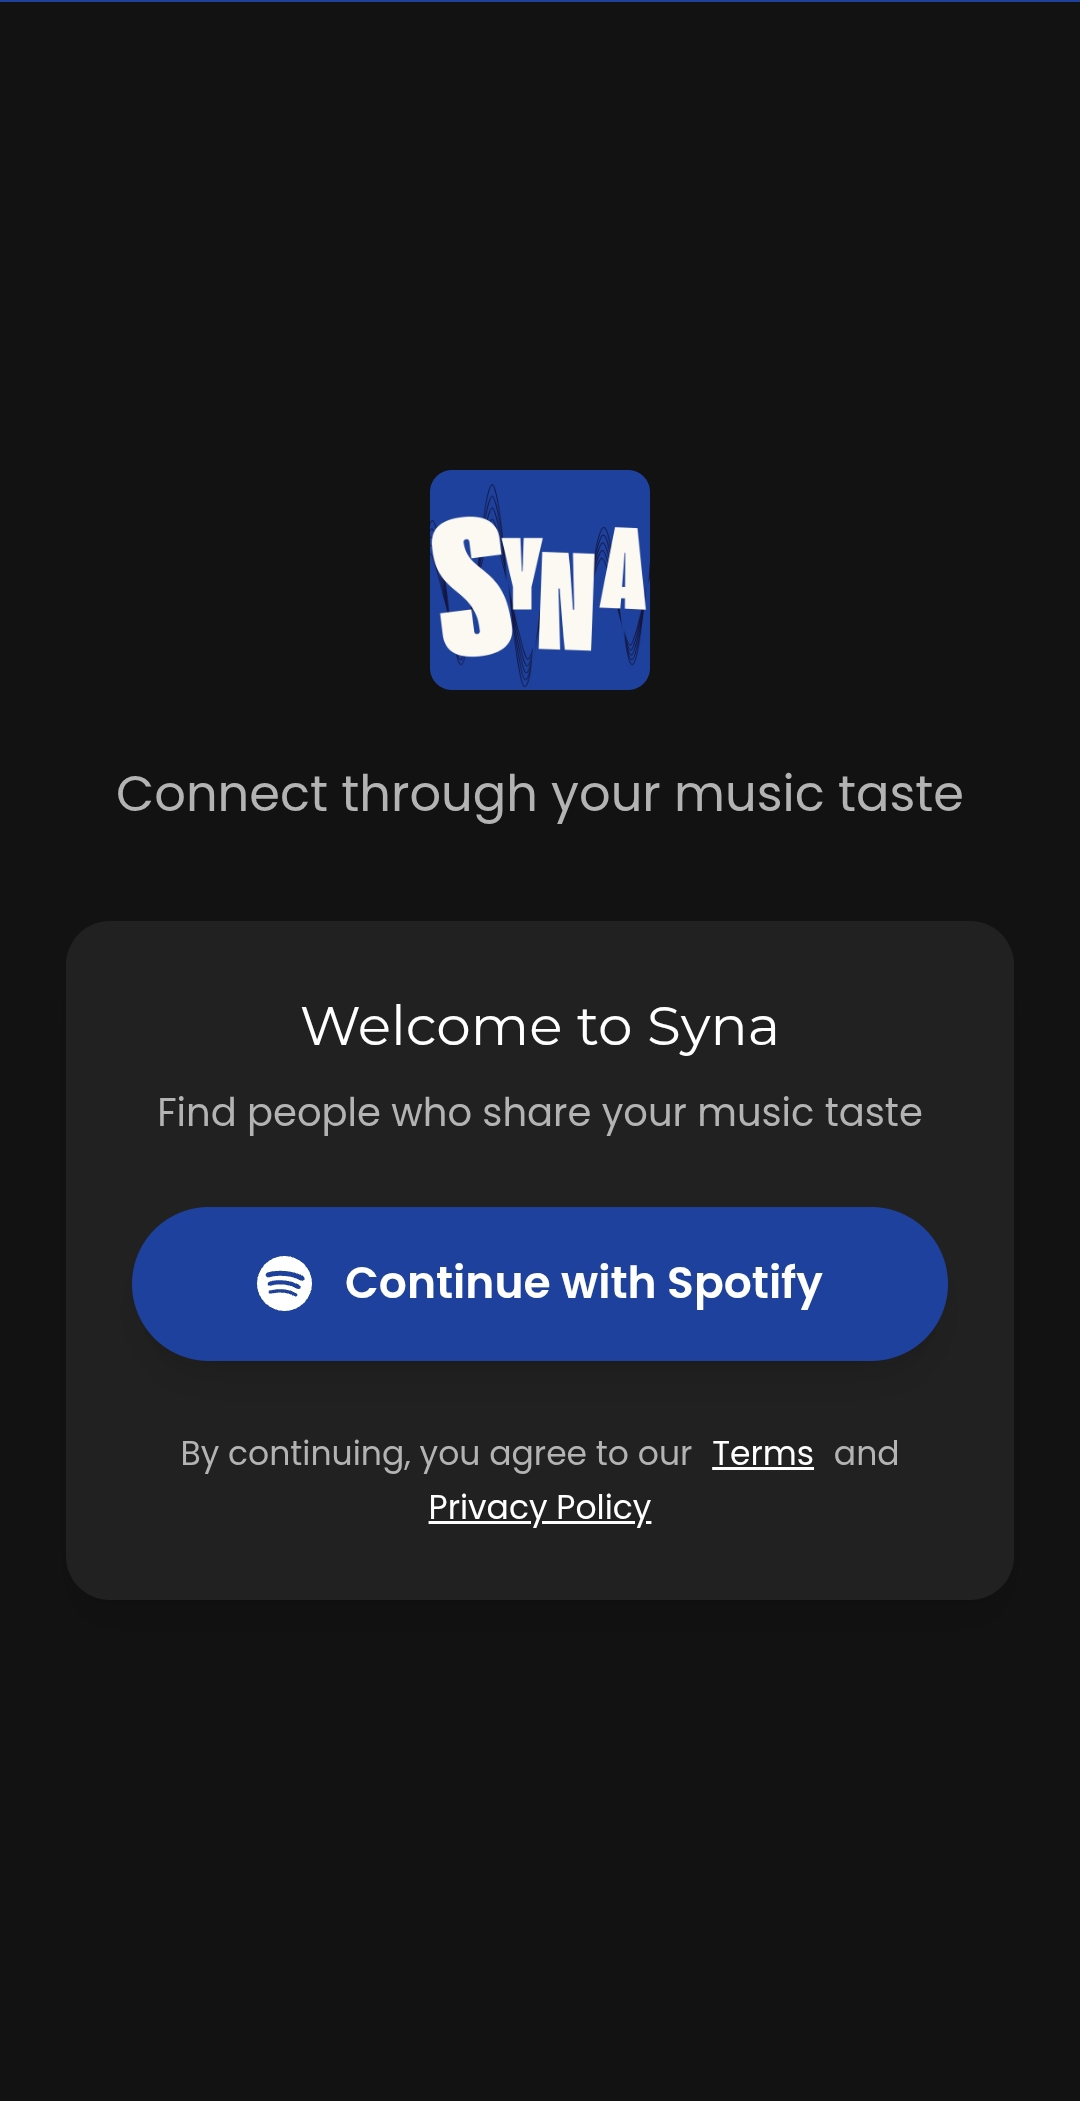 SYNA
Connect through your music taste
Welcome to Syna
Find people who share your music taste
Continue with Spotify
By continuing, you agree to our Terms and
Privacy Policy